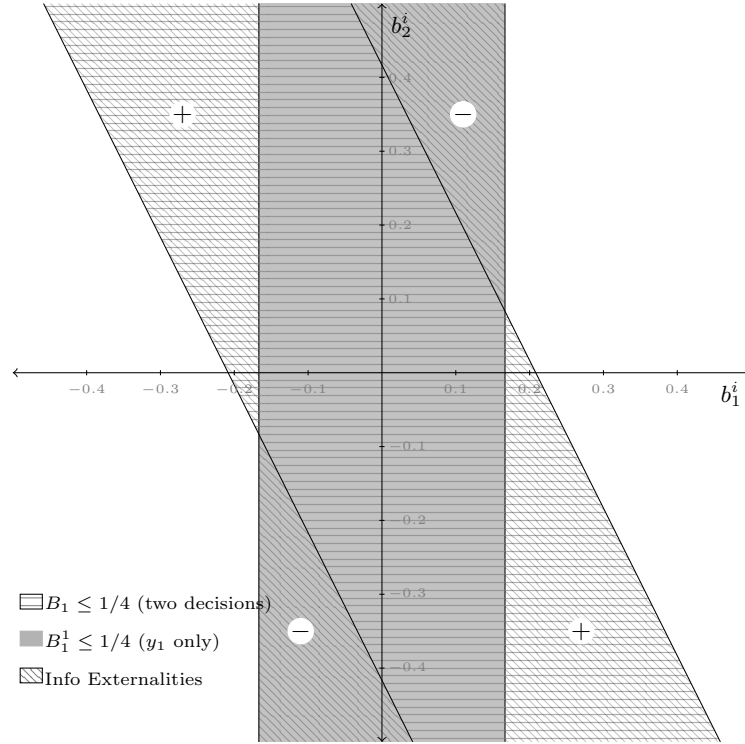 $b_2^i$
0.4
+
−
0.3
0.2
0.1
−0.4 −0.3 −0.2 −0.1 0.1 0.2 0.3 0.4
$b_1^i$
−0.1
−0.2
−0.3
$B_1 \leq 1/4$ (two decisions)
− +
$B_1^1 \leq 1/4$ ($y_1$ only)
−0.4
Info Externalities